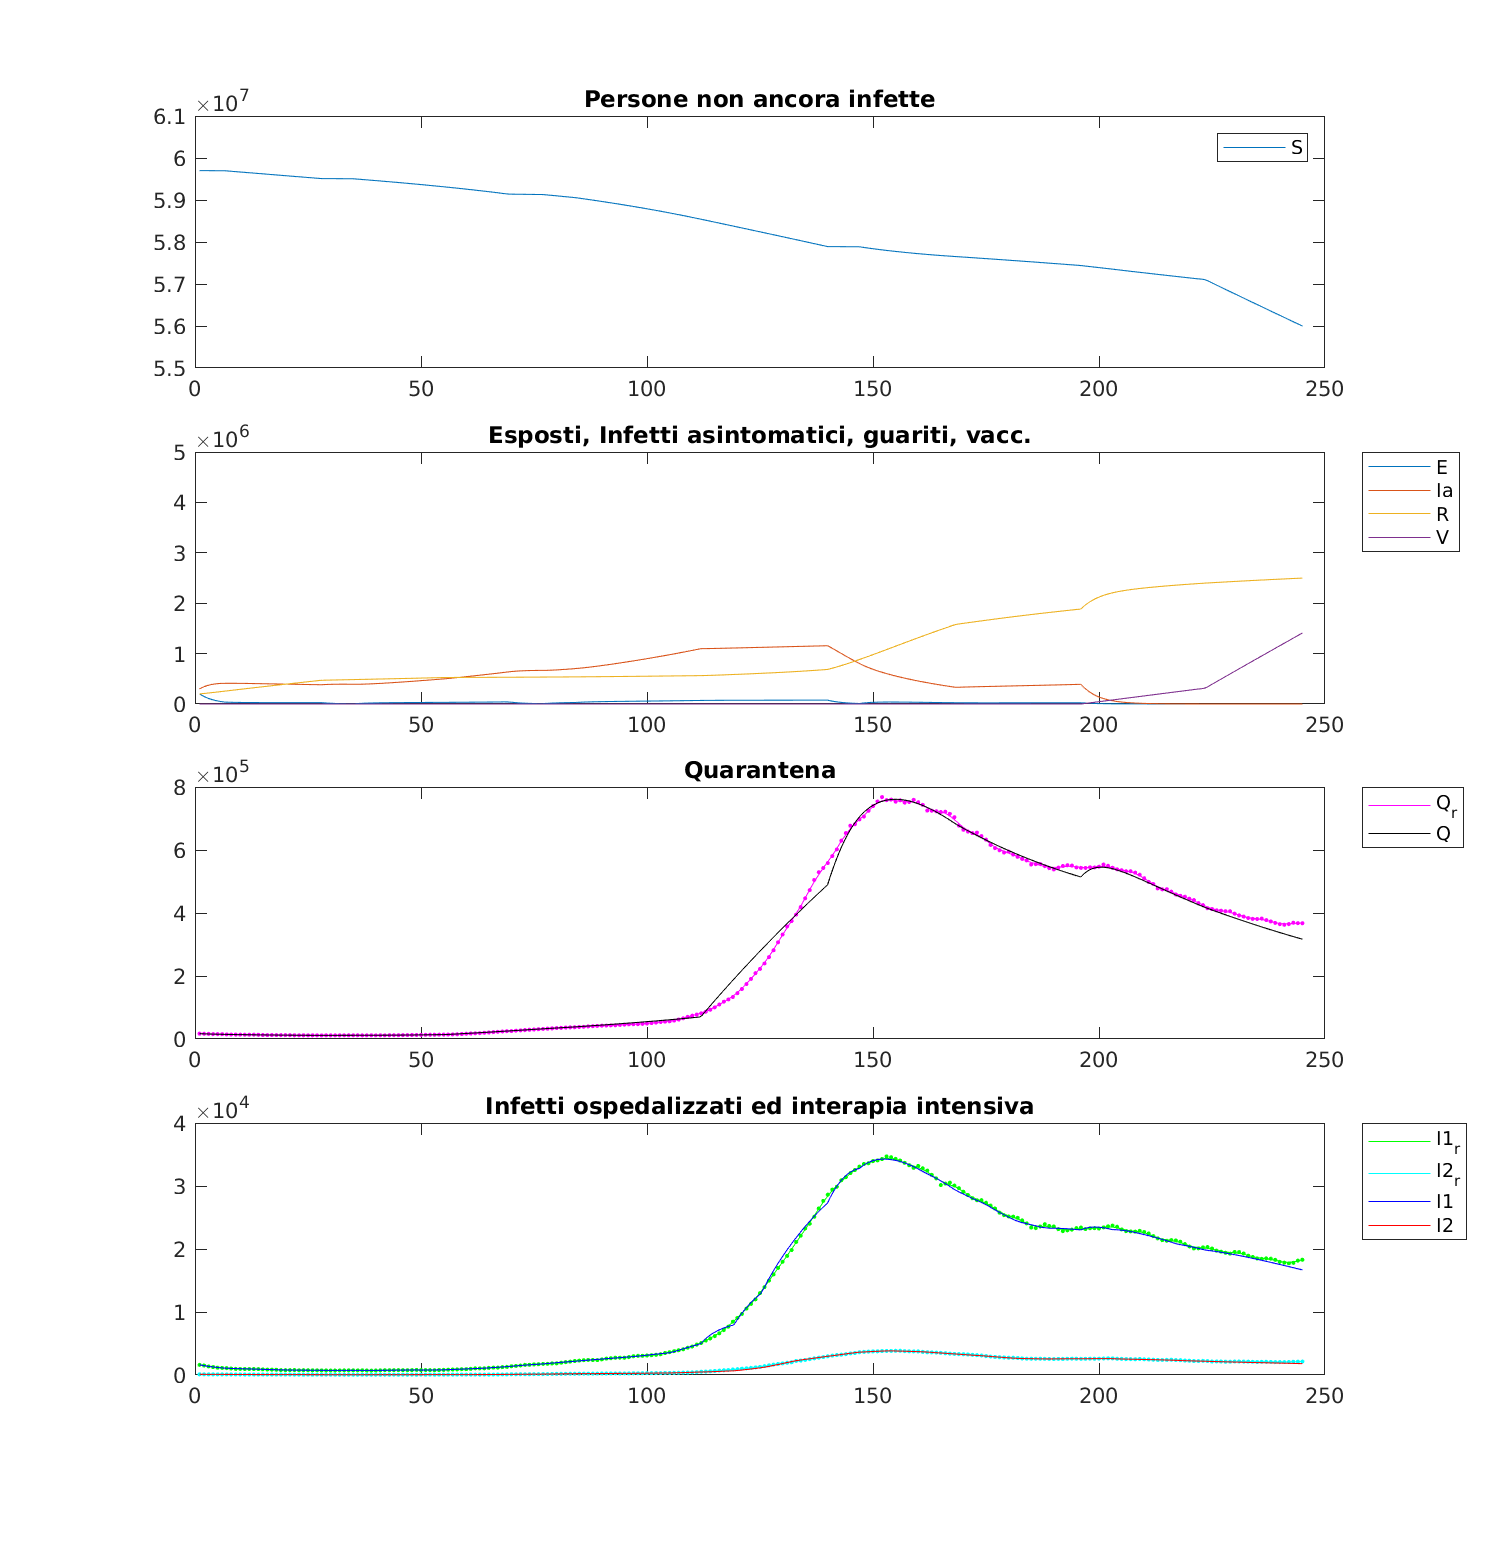 Persone non ancora infette
×10^7
6.1
6
5.9
5.8
5.7
5.6
5.5
0 50 100 150 200 250
S
Esposti, Infetti asintomatici, guariti, vacc.
×10^6
5
4
3
2
1
0
0 50 100 150 200 250
E
Ia
R
V
Quarantena
×10^5
8
6
4
2
0
0 50 100 150 200 250
Q_r
Q
Infetti ospedalizzati ed interapia intensiva
×10^4
4
3
2
1
0
0 50 100 150 200 250
I1_r
I2_r
I1
I2